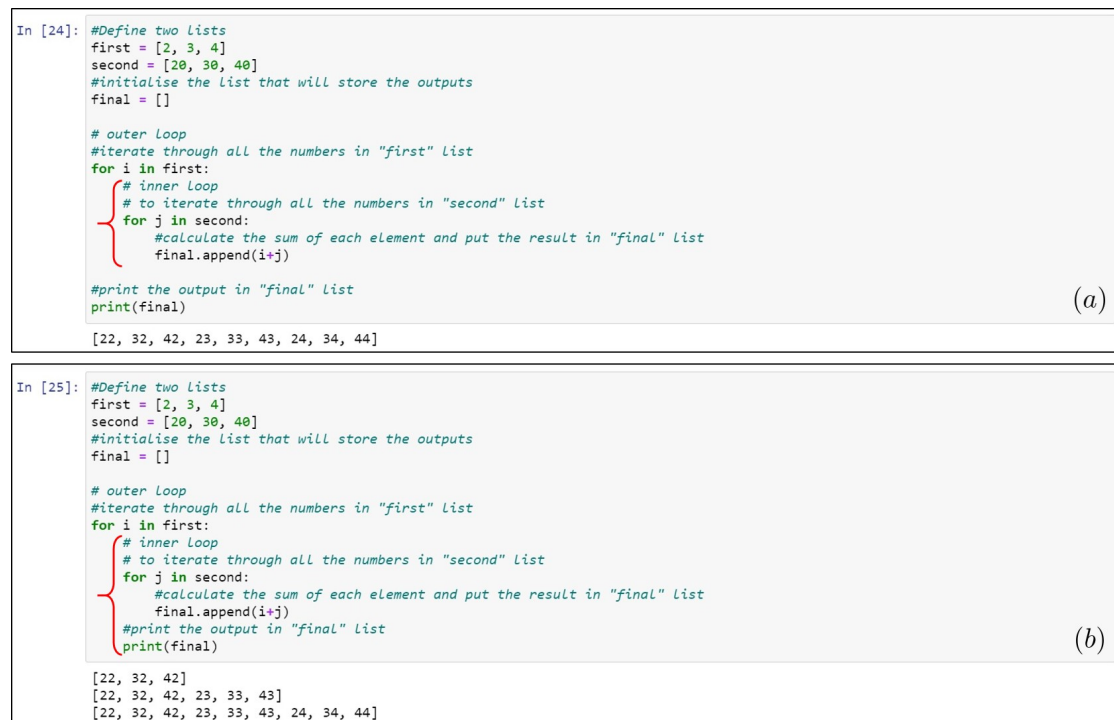 In [24]: #Define two lists
first = [2, 3, 4]
second = [20, 30, 40]
#initialise the list that will store the outputs
final = []
# outer loop
#iterate through all the numbers in "first" list
for i in first:
# inner loop
# to iterate through all the numbers in "second" list
for j in second:
#calculate the sum of each element and put the result in "final" list
final.append(i+j)
#print the output in "final" list
print(final)
(a)
[22, 32, 42, 23, 33, 43, 24, 34, 44]
In [25]: #Define two lists
first = [2, 3, 4]
second = [20, 30, 40]
#initialise the list that will store the outputs
final = []
# outer loop
#iterate through all the numbers in "first" list
for i in first:
# inner loop
# to iterate through all the numbers in "second" list
for j in second:
#calculate the sum of each element and put the result in "final" list
final.append(i+j)
#print the output in "final" list
print(final)
(b)
[22, 32, 42]
[22, 32, 42, 23, 33, 43]
[22, 32, 42, 23, 33, 43, 24, 34, 44]